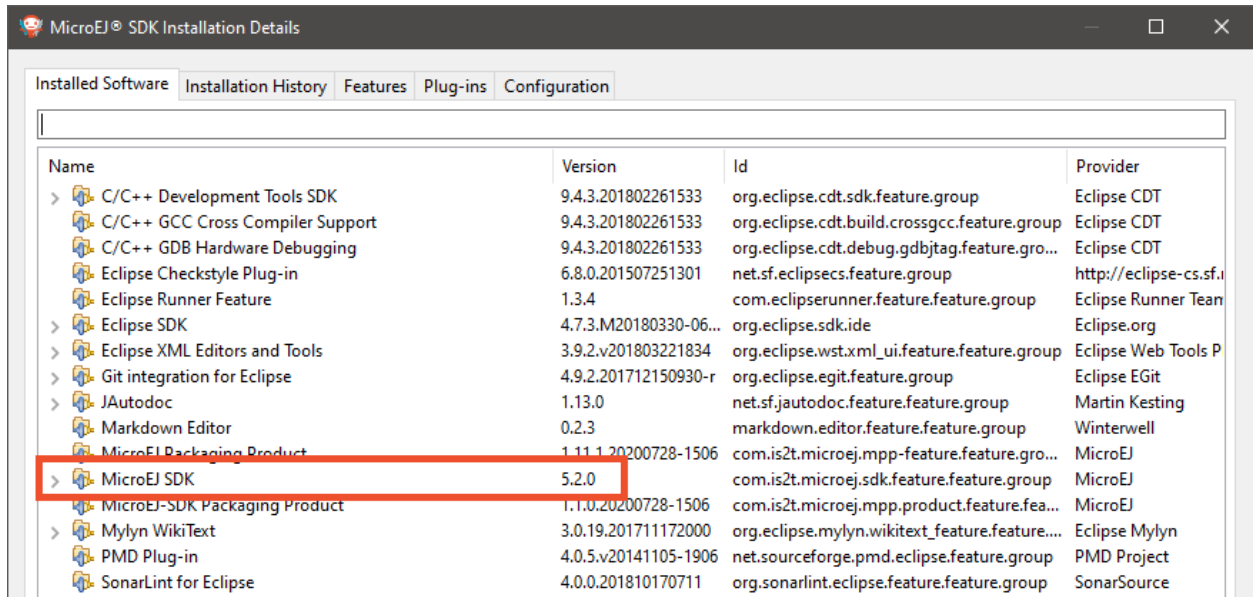 MicroEJ® SDK Installation Details
Installed Software Installation History Features Plug-ins Configuration
Name Version Id Provider
C/C++ Development Tools SDK 9.4.3.201802261533 org.eclipse.cdt.sdk.feature.group Eclipse CDT
C/C++ GCC Cross Compiler Support 9.4.3.201802261533 org.eclipse.cdt.build.crossgcc.feature.group Eclipse CDT
C/C++ GDB Hardware Debugging 9.4.3.201802261533 org.eclipse.cdt.debug.gdbjtag.feature.gro... Eclipse CDT
Eclipse Checkstyle Plug-in 6.8.0.201507251301 net.sf.eclipsecs.feature.group http://eclipse-cs.sf.
Eclipse Runner Feature 1.3.4 com.eclipserunner.feature.feature.group Eclipse Runner Team
Eclipse SDK 4.7.3.M20180330-06... org.eclipse.sdk.ide Eclipse.org
Eclipse XML Editors and Tools 3.9.2.v201803221834 org.eclipse.wst.xml_ui.feature.feature.group Eclipse Web Tools P
Git integration for Eclipse 4.9.2.201712150930-r org.eclipse.egit.feature.group Eclipse EGit
JAutodoc 1.13.0 net.sf.jautodoc.feature.feature.group Martin Kesting
Markdown Editor 0.2.3 markdown.editor.feature.feature.group Winterwell
MicroEJ Packaging Product 1.11.1.20200728-1506 com.is2t.microej.mpp-feature.feature.gro... MicroEJ
MicroEJ SDK 5.2.0 com.is2t.microej.sdk.feature.feature.group MicroEJ
MicroEJ-SDK Packaging Product 1.1.0.20200728-1506 com.is2t.microej.mpp.product.feature.fea... MicroEJ
Mylyn WikiText 3.0.19.201711172000 org.eclipse.mylyn.wikitext_feature.feature.... Eclipse Mylyn
PMD Plug-in 4.0.5.v20141105-1906 net.sourceforge.pmd.eclipse.feature.group PMD Project
SonarLint for Eclipse 4.0.0.201810170711 org.sonarlint.eclipse.feature.feature.group SonarSource